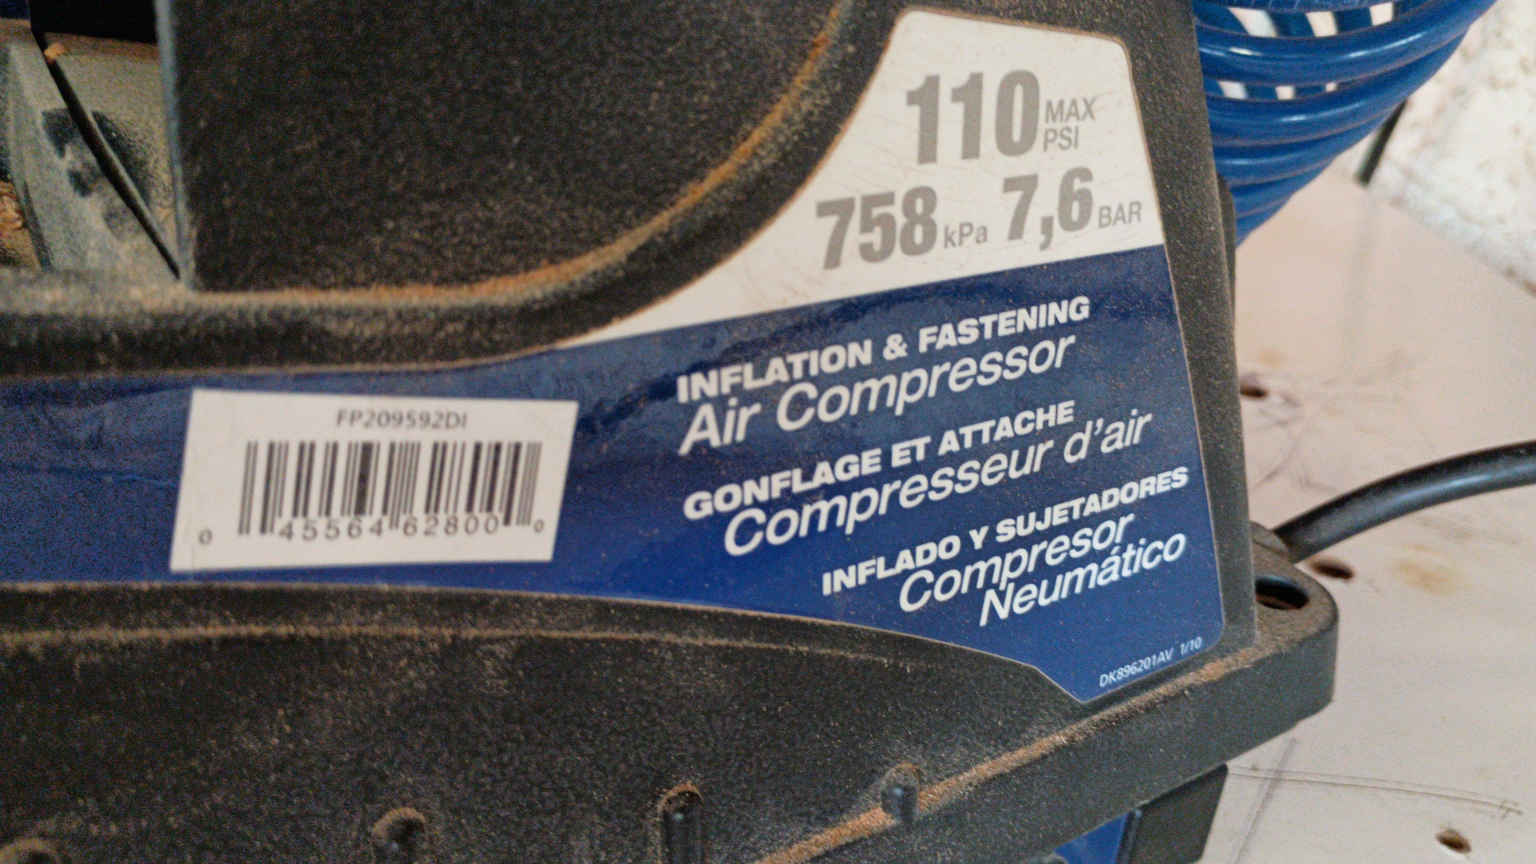 110 MAX PSI
758 kPa 7,6 BAR
INFLATION & FASTENING
Air Compressor
GONFLAGE ET ATTACHE
Compresseur d'air
INFLADO Y SUJETADORES
Compresor
Neumático
DK896201AV 1/10
FP209592DI
0 45564 62800 0